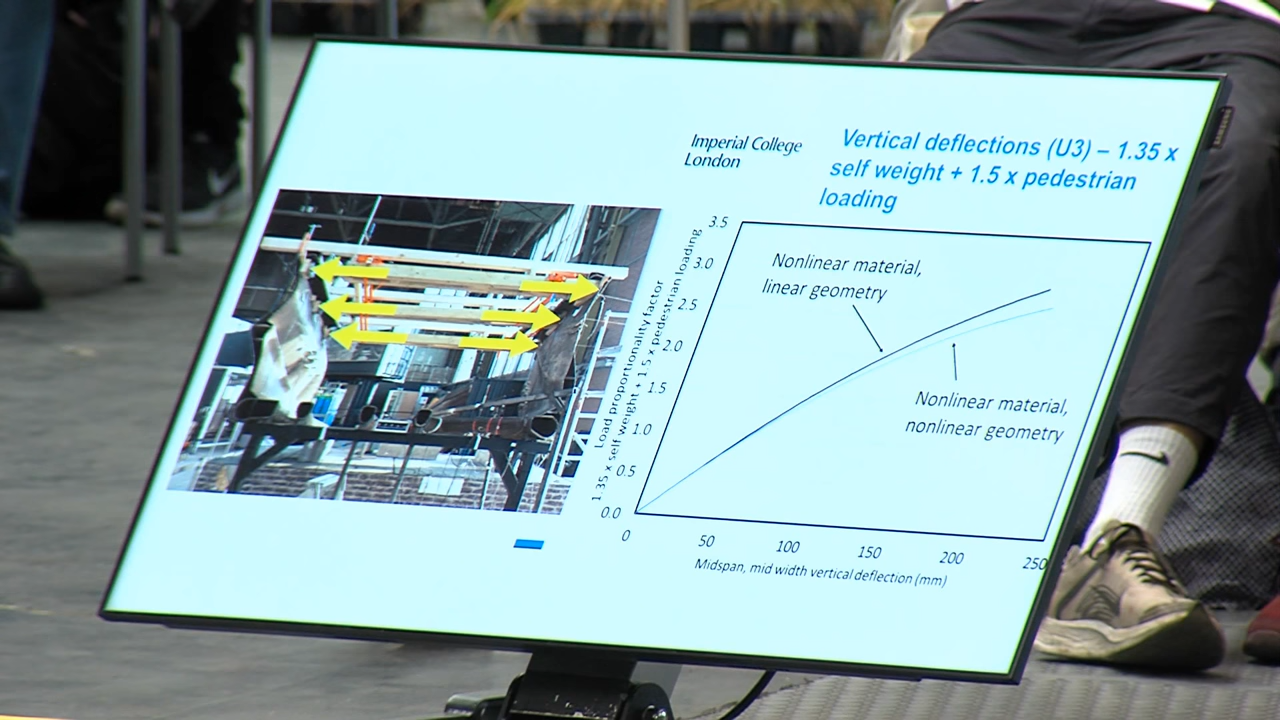 Imperial College
London
Vertical deflections (U3) – 1.35 x
self weight + 1.5 x pedestrian
loading
Load proportionality factor
1.35 x self weight + 1.5 x pedestrian loading
3.5
3.0
2.5
2.0
1.5
1.0
0.5
0.0
Nonlinear material,
linear geometry
Nonlinear material,
nonlinear geometry
0 50 100 150 200 250
Midspan, mid width vertical deflection (mm)